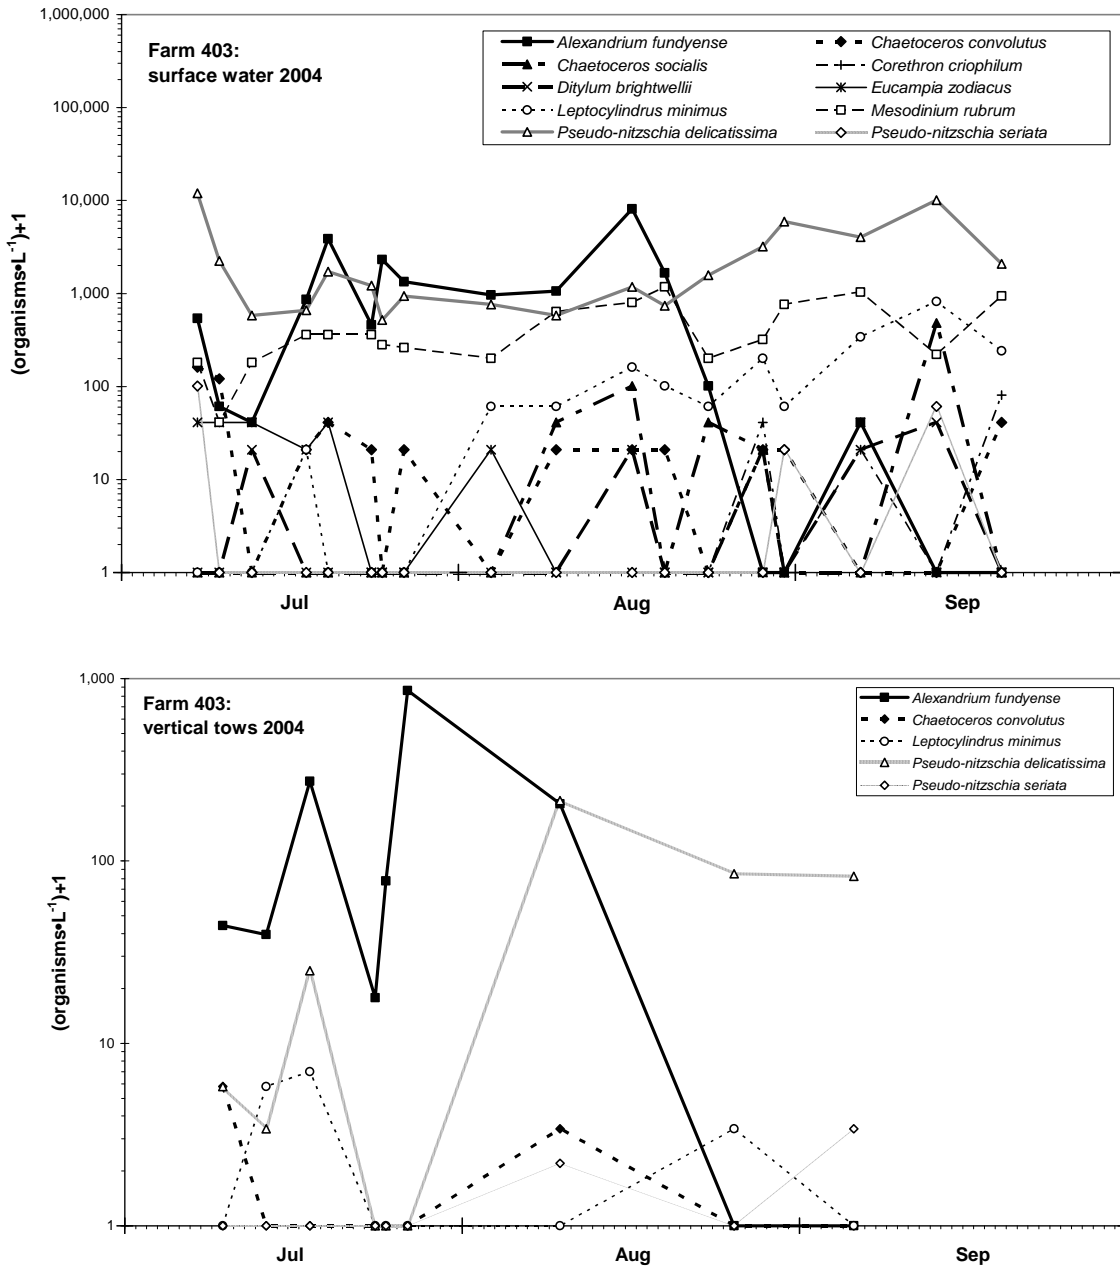 1,000,000
Farm 403:
surface water 2004
Alexandrium fundyense
Chaetoceros convolutus
Chaetoceros socialis
Corethron criophilum
Ditylum brightwellii
Eucampia zodiacus
Leptocylindrus minimus
Mesodinium rubrum
Pseudo-nitzschia delicatissima
Pseudo-nitzschia seriata
100,000
10,000
1,000
100
10
1
(organisms•L⁻¹)+1
Jul
Aug
Sep
1,000
Farm 403:
vertical tows 2004
Alexandrium fundyense
Chaetoceros convolutus
Leptocylindrus minimus
Pseudo-nitzschia delicatissima
Pseudo-nitzschia seriata
100
10
1
(organisms•L⁻¹)+1
Jul
Aug
Sep